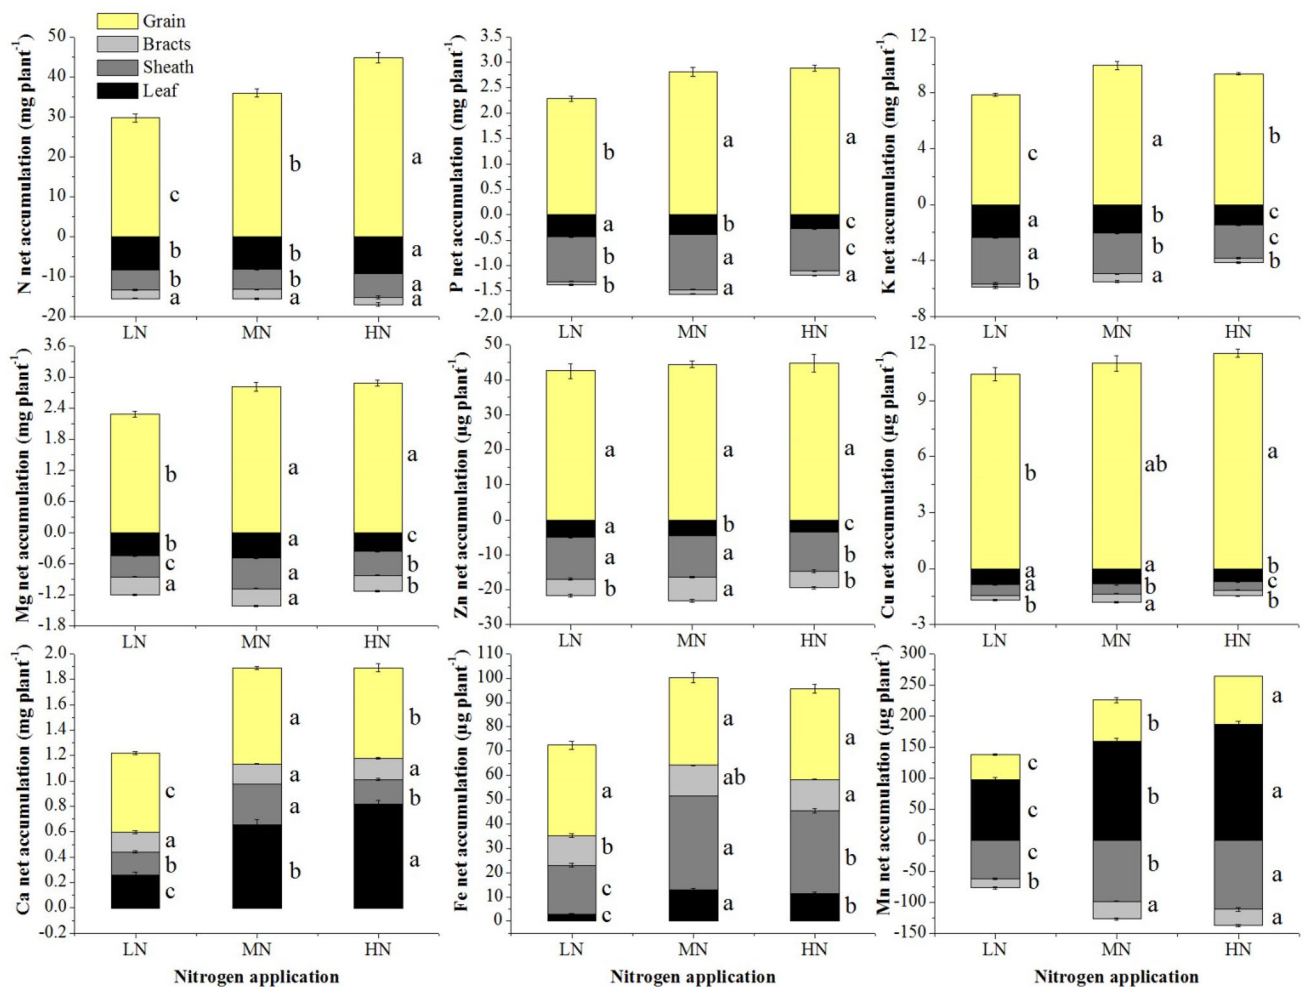 Grain
Bracts
Sheath
Leaf
N net accumulation (mg plant⁻¹)
50
40
30
20
10
0
-10
-20
c
b
b
a
b
b
b
a
a
a
a
a
LN
MN
HN
P net accumulation (mg plant⁻¹)
3.5
3.0
2.5
2.0
1.5
1.0
0.5
0.0
-0.5
-1.0
-1.5
-2.0
b
a
b
b
a
b
a
a
a
c
c
a
LN
MN
HN
K net accumulation (mg plant⁻¹)
12
8
4
0
-4
-8
c
a
a
b
a
b
b
a
b
c
c
b
LN
MN
HN
Mg net accumulation (mg plant⁻¹)
3.6
3.0
2.4
1.8
1.2
0.6
0.0
-0.6
-1.2
-1.8
b
b
c
a
a
a
a
a
a
c
b
b
LN
MN
HN
Zn net accumulation (µg plant⁻¹)
50
40
30
20
10
0
-10
-20
-30
a
a
a
b
a
b
a
a
a
c
b
b
LN
MN
HN
Cu net accumulation (µg plant⁻¹)
12
9
6
3
0
-3
b
a
a
b
ab
a
b
a
a
b
c
b
LN
MN
HN
Ca net accumulation (mg plant⁻¹)
2.0
1.8
1.6
1.4
1.2
1.0
0.8
0.6
0.4
0.2
0.0
-0.2
c
a
b
c
a
a
a
b
b
a
b
a
LN
MN
HN
Nitrogen application
Fe net accumulation (µg plant⁻¹)
110
100
90
80
70
60
50
40
30
20
10
0
a
b
c
c
a
ab
a
a
a
a
b
b
LN
MN
HN
Nitrogen application
Mn net accumulation (µg plant⁻¹)
300
250
200
150
100
50
0
-50
-100
-150
c
c
c
b
b
b
b
a
a
a
a
a
LN
MN
HN
Nitrogen application